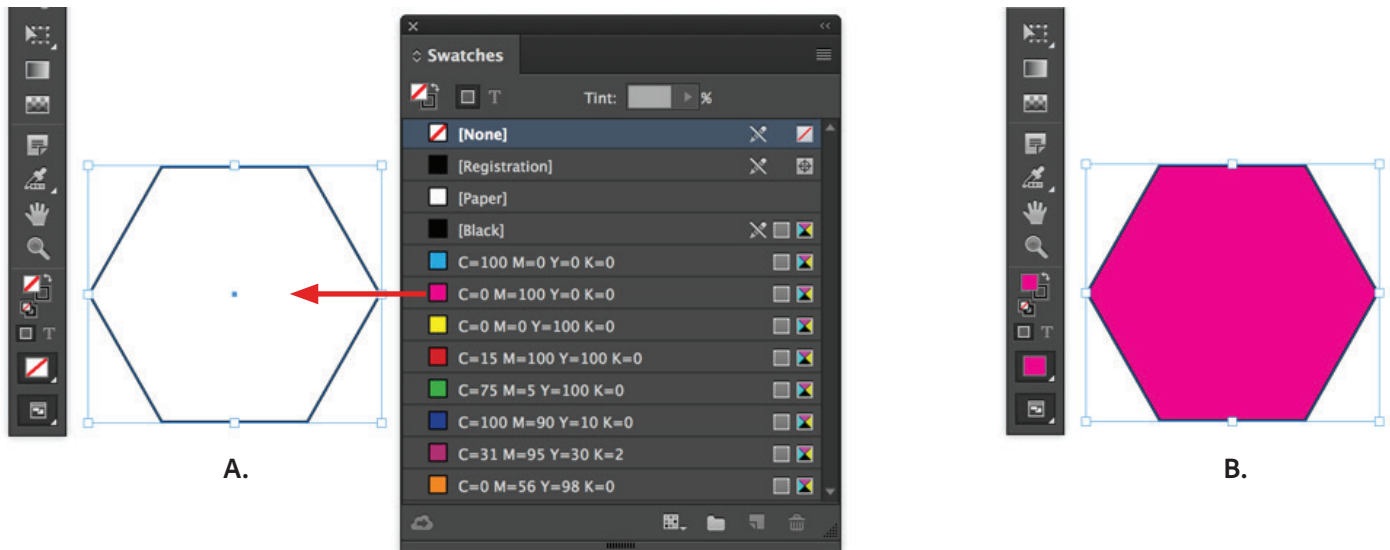 Swatches
T Tint: %
[None]
[Registration]
[Paper]
[Black]
C=100 M=0 Y=0 K=0
C=0 M=100 Y=0 K=0
C=0 M=0 Y=100 K=0
T
C=15 M=100 Y=100 K=0
C=75 M=5 Y=100 K=0
C=100 M=90 Y=10 K=0
C=31 M=95 Y=30 K=2
C=0 M=56 Y=98 K=0
A.
T
B.